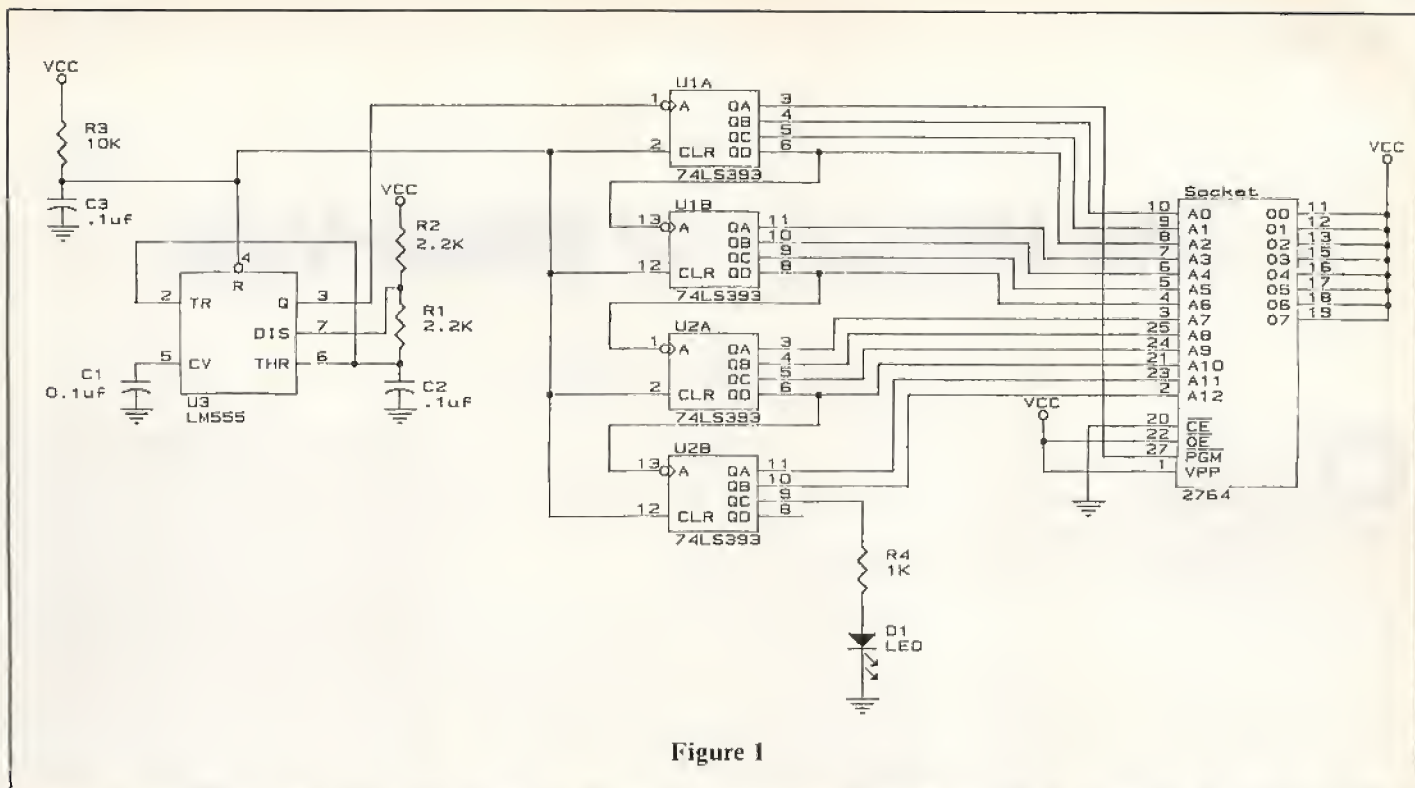 VCC
R3
10K
C3
.1uf
VCC
R2
2.2K
R1
2.2K
4
R
2 TR Q 3
DIS 7
5 CV THR 6
C1
0.1uf
U3
LM555
C2
.1uf
U1A
1 A QA 3
QB 4
QC 5
2 CLR QD 6
74LS393
U1B
13 A QA 11
QB 10
QC 9
12 CLR QD 8
74LS393
U2A
1 A QA 3
QB 4
QC 5
2 CLR QD 6
74LS393
U2B
13 A QA 11
QB 10
QC 9
12 CLR QD 8
74LS393
R4
1K
D1
LED
VCC
Socket
10 A0 O0 11
9 A1 O1 12
8 A2 O2 13
7 A3 O3 15
6 A4 O4 16
5 A5 O5 17
4 A6 O6 18
3 A7 O7 19
25 A8
24 A9
21 A10
23 A11
2 A12
VCC
20 CE
22 OE
27 PGM
1 VPP
2764
Figure 1